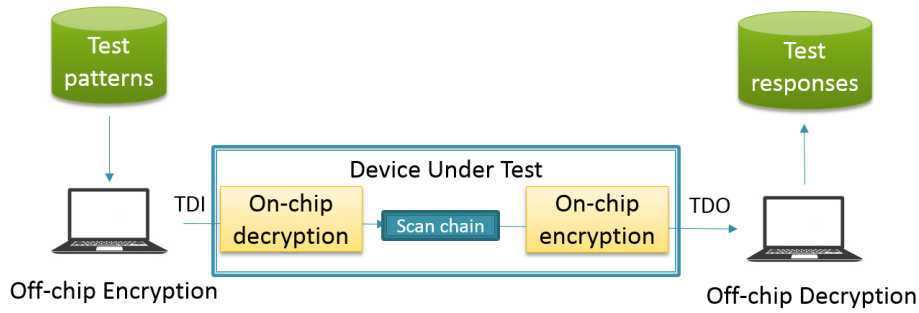 Test
patterns
Test
responses
Device Under Test
TDI
On-chip
decryption
Scan chain
On-chip
encryption
TDO
Off-chip Encryption
Off-chip Decryption